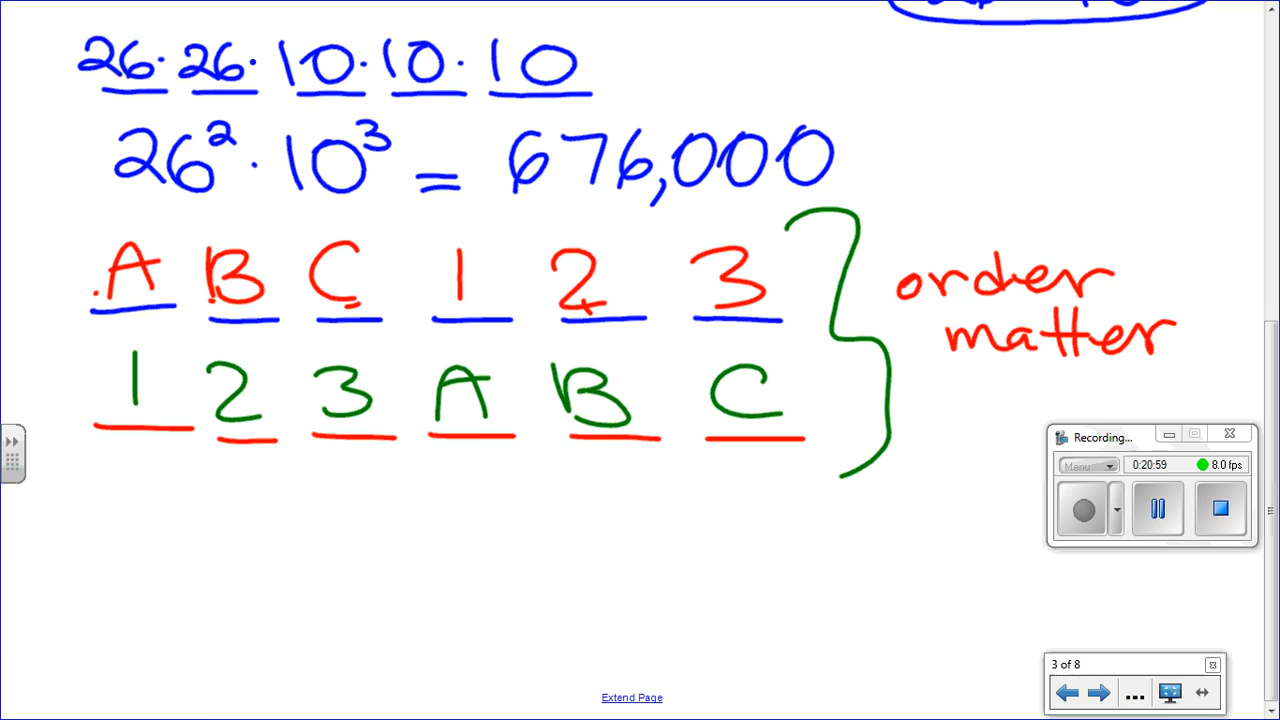 26· 26· 10·10·10
26² · 10³ = 676,000
A B C 1 2 3
order
matter
1 2 3 A B C
Recording...
Menu
0:20:59
8.0 fps
3 of 8
...
Extend Page